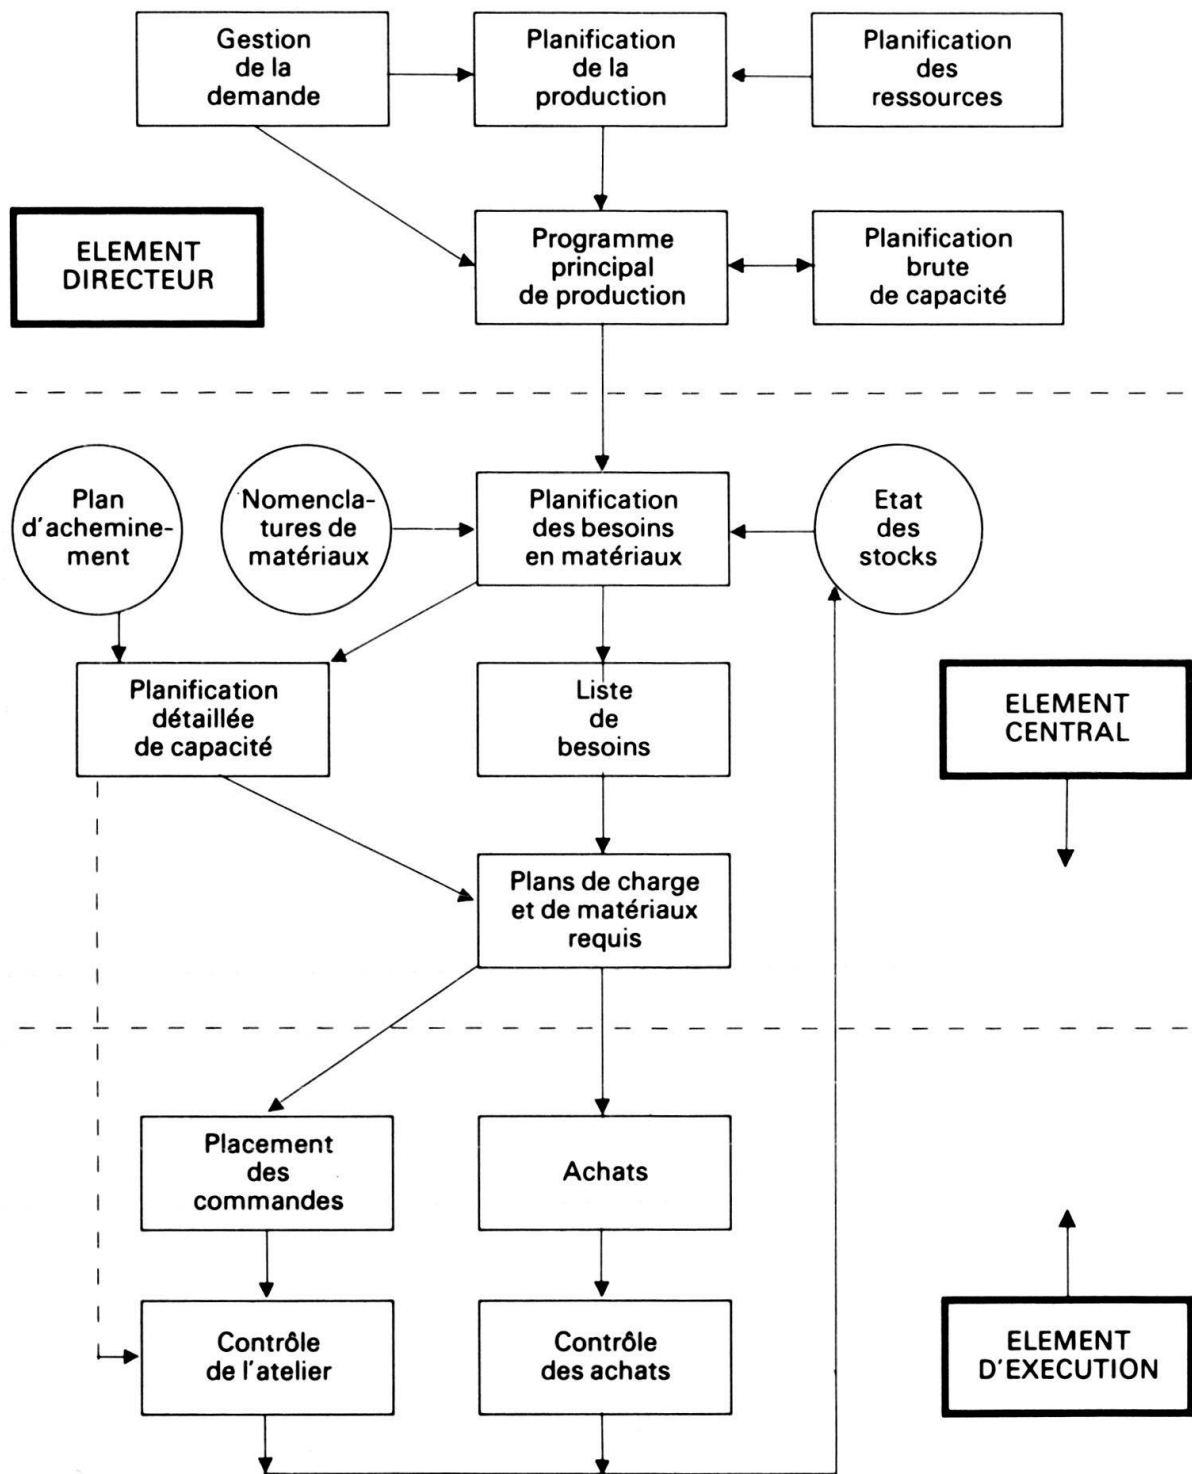 Gestion
de la
demande
Planification
de la
production
Planification
des
ressources
ELEMENT
DIRECTEUR
Programme
principal
de production
Planification
brute
de capacité
Plan
d'achemine-
ment
Nomencla-
tures de
matériaux
Planification
des besoins
en matériaux
Etat
des
stocks
Planification
détaillée
de capacité
Liste
de
besoins
ELEMENT
CENTRAL
Plans de charge
et de matériaux
requis
Placement
des
commandes
Achats
Contrôle
de l'atelier
Contrôle
des achats
ELEMENT
D'EXECUTION